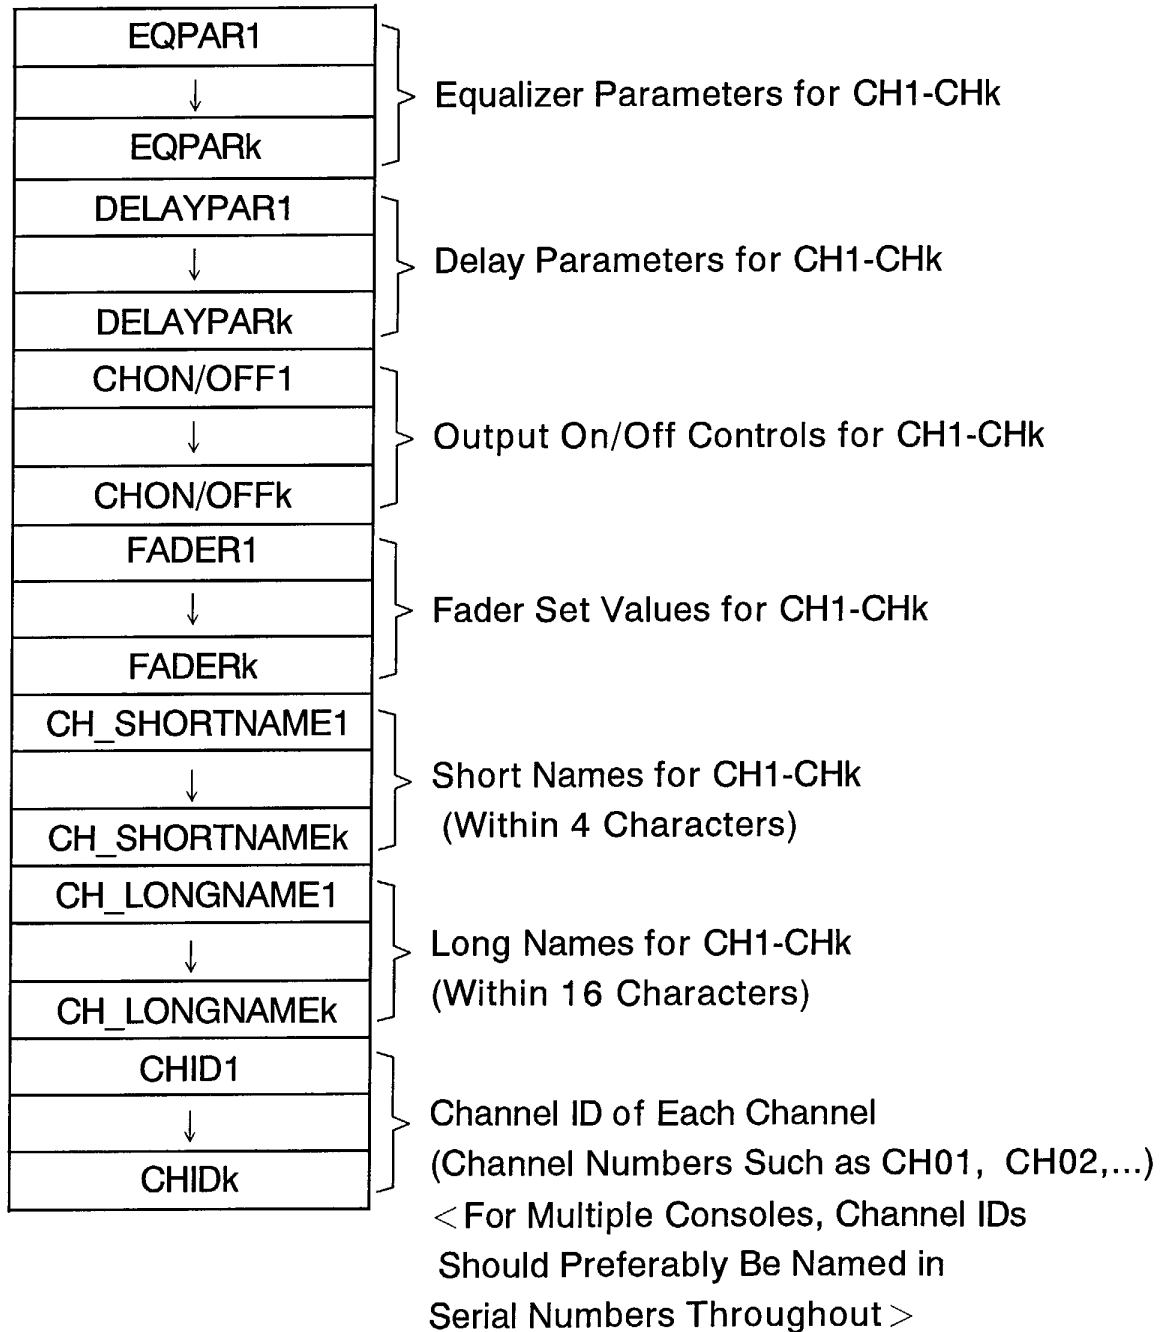 EQPAR1
↓
EQPARk
Equalizer Parameters for CH1-CHk
DELAYPAR1
↓
DELAYPARk
Delay Parameters for CH1-CHk
CHON/OFF1
↓
CHON/OFFk
Output On/Off Controls for CH1-CHk
FADER1
↓
FADERk
Fader Set Values for CH1-CHk
CH_SHORTNAME1
↓
CH_SHORTNAMEk
Short Names for CH1-CHk
(Within 4 Characters)
CH_LONGNAME1
↓
CH_LONGNAMEk
Long Names for CH1-CHk
(Within 16 Characters)
CHID1
↓
CHIDk
Channel ID of Each Channel
(Channel Numbers Such as CH01, CH02,...)
<For Multiple Consoles, Channel IDs
Should Preferably Be Named in
Serial Numbers Throughout>